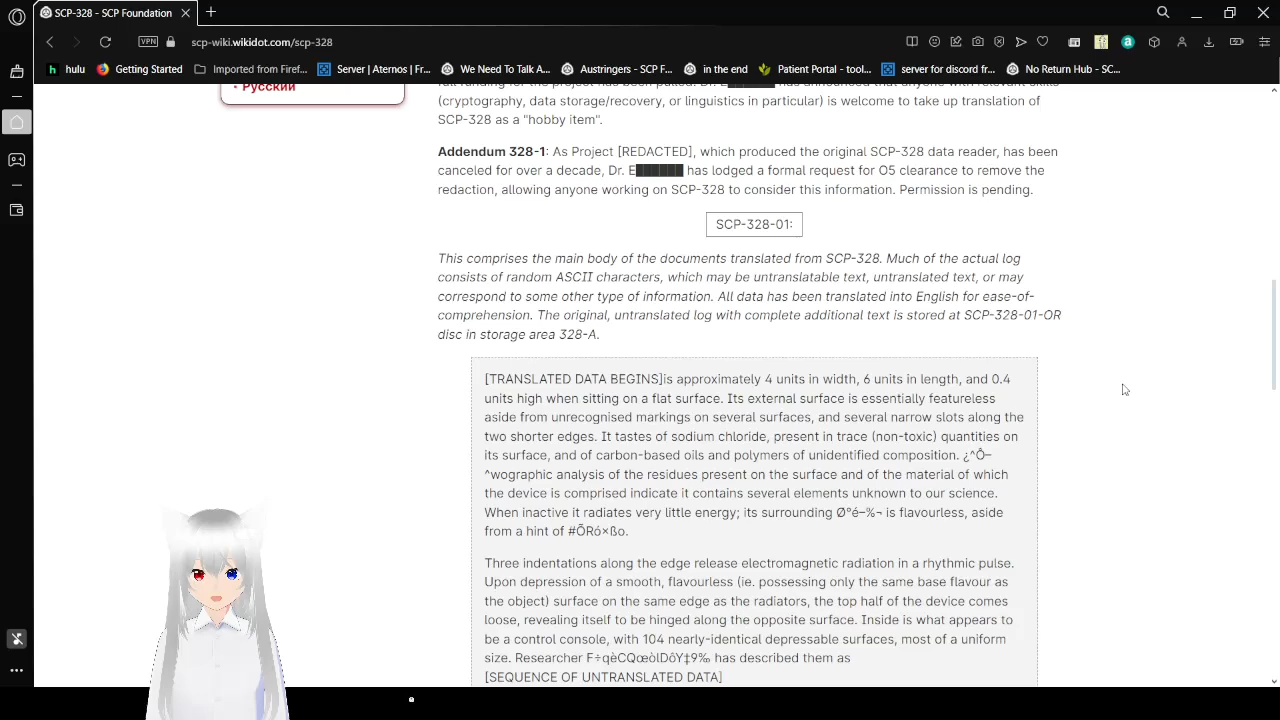 SCP-328 - SCP Foundation
VPN
scp-wiki.wikidot.com/scp-328
hulu
Getting Started
Imported from Firef...
Server | Aternos | Fr...
We Need To Talk A...
Austringers - SCP F...
in the end
Patient Portal - tool...
server for discord fr...
No Return Hub - SC...
Русский
(cryptography, data storage/recovery, or linguistics in particular) is welcome to take up translation of
SCP-328 as a "hobby item".
Addendum 328-1: As Project [REDACTED], which produced the original SCP-328 data reader, has been
canceled for over a decade, Dr. E██████ has lodged a formal request for O5 clearance to remove the
redaction, allowing anyone working on SCP-328 to consider this information. Permission is pending.
SCP-328-01:
This comprises the main body of the documents translated from SCP-328. Much of the actual log
consists of random ASCII characters, which may be untranslatable text, untranslated text, or may
correspond to some other type of information. All data has been translated into English for ease-of-
comprehension. The original, untranslated log with complete additional text is stored at SCP-328-01-OR
disc in storage area 328-A.
[TRANSLATED DATA BEGINS]is approximately 4 units in width, 6 units in length, and 0.4
units high when sitting on a flat surface. Its external surface is essentially featureless
aside from unrecognised markings on several surfaces, and several narrow slots along the
two shorter edges. It tastes of sodium chloride, present in trace (non-toxic) quantities on
its surface, and of carbon-based oils and polymers of unidentified composition. ¿^Ô–
^wographic analysis of the residues present on the surface and of the material of which
the device is comprised indicate it contains several elements unknown to our science.
When inactive it radiates very little energy; its surrounding Ø°é–%¬ is flavourless, aside
from a hint of #ÕRó×ßo.
Three indentations along the edge release electromagnetic radiation in a rhythmic pulse.
Upon depression of a smooth, flavourless (ie. possessing only the same base flavour as
the object) surface on the same edge as the radiators, the top half of the device comes
loose, revealing itself to be hinged along the opposite surface. Inside is what appears to
be a control console, with 104 nearly-identical depressable surfaces, most of a uniform
size. Researcher F÷qèCQœòlDôY‡9‰ has described them as
[SEQUENCE OF UNTRANSLATED DATA]